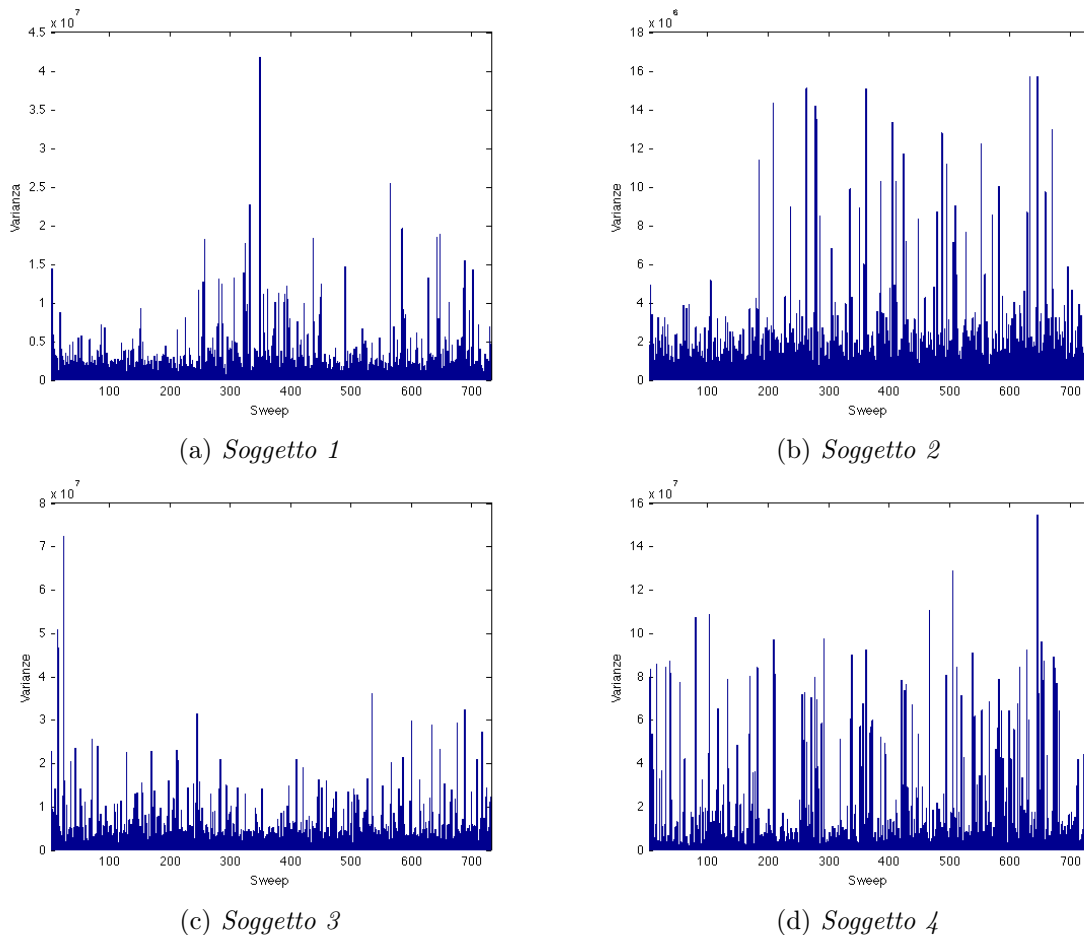 x 10^7
4.5
4
3.5
3
2.5
2
1.5
1
0.5
0
Varianza
100 200 300 400 500 600 700
Sweep
(a) Soggetto 1
x 10^6
18
16
14
12
10
8
6
4
2
0
Varianze
100 200 300 400 500 600 700
Sweep
(b) Soggetto 2
x 10^7
8
7
6
5
4
3
2
1
0
Varianze
100 200 300 400 500 600 700
Sweep
(c) Soggetto 3
x 10^7
16
14
12
10
8
6
4
2
0
Varianze
100 200 300 400 500 600 700
Sweep
(d) Soggetto 4